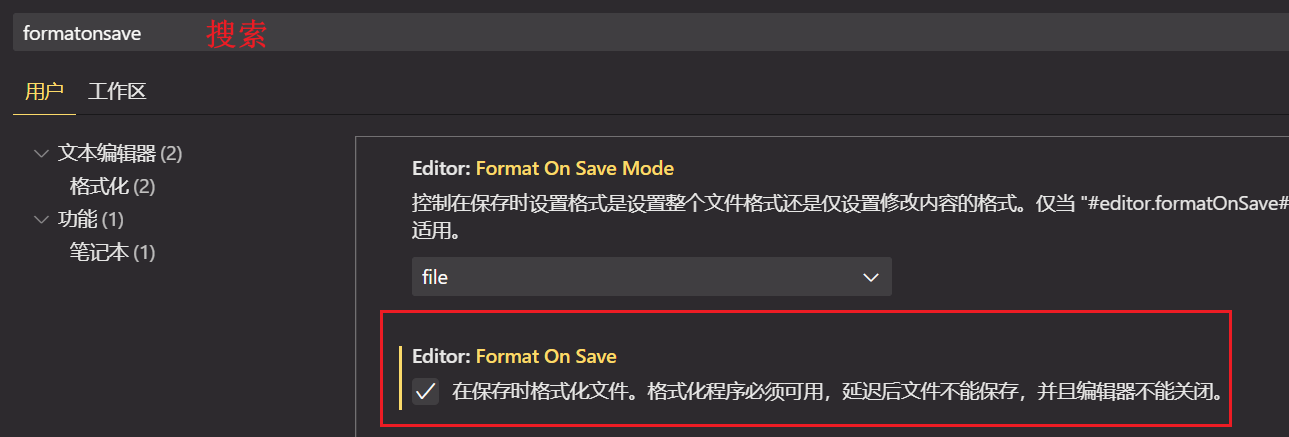 formatonsave 搜索
用户 工作区
文本编辑器 (2)
格式化 (2)
功能 (1)
笔记本 (1)
Editor: Format On Save Mode
控制在保存时设置格式是设置整个文件格式还是仅设置修改内容的格式。仅当 "#editor.formatOnSave#
适用。
file
Editor: Format On Save
在保存时格式化文件。格式化程序必须可用，延迟后文件不能保存，并且编辑器不能关闭。